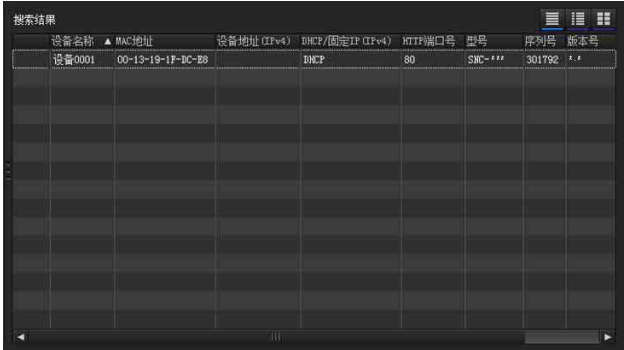 搜索结果
设备名称 ▲ MAC地址 设备地址(IPv4) DHCP/固定IP(IPv4) HTTP端口号 型号 序列号 版本号
设备0001 00-13-19-1F-DC-E8 DHCP 80 SNC-*** 301792 *.*